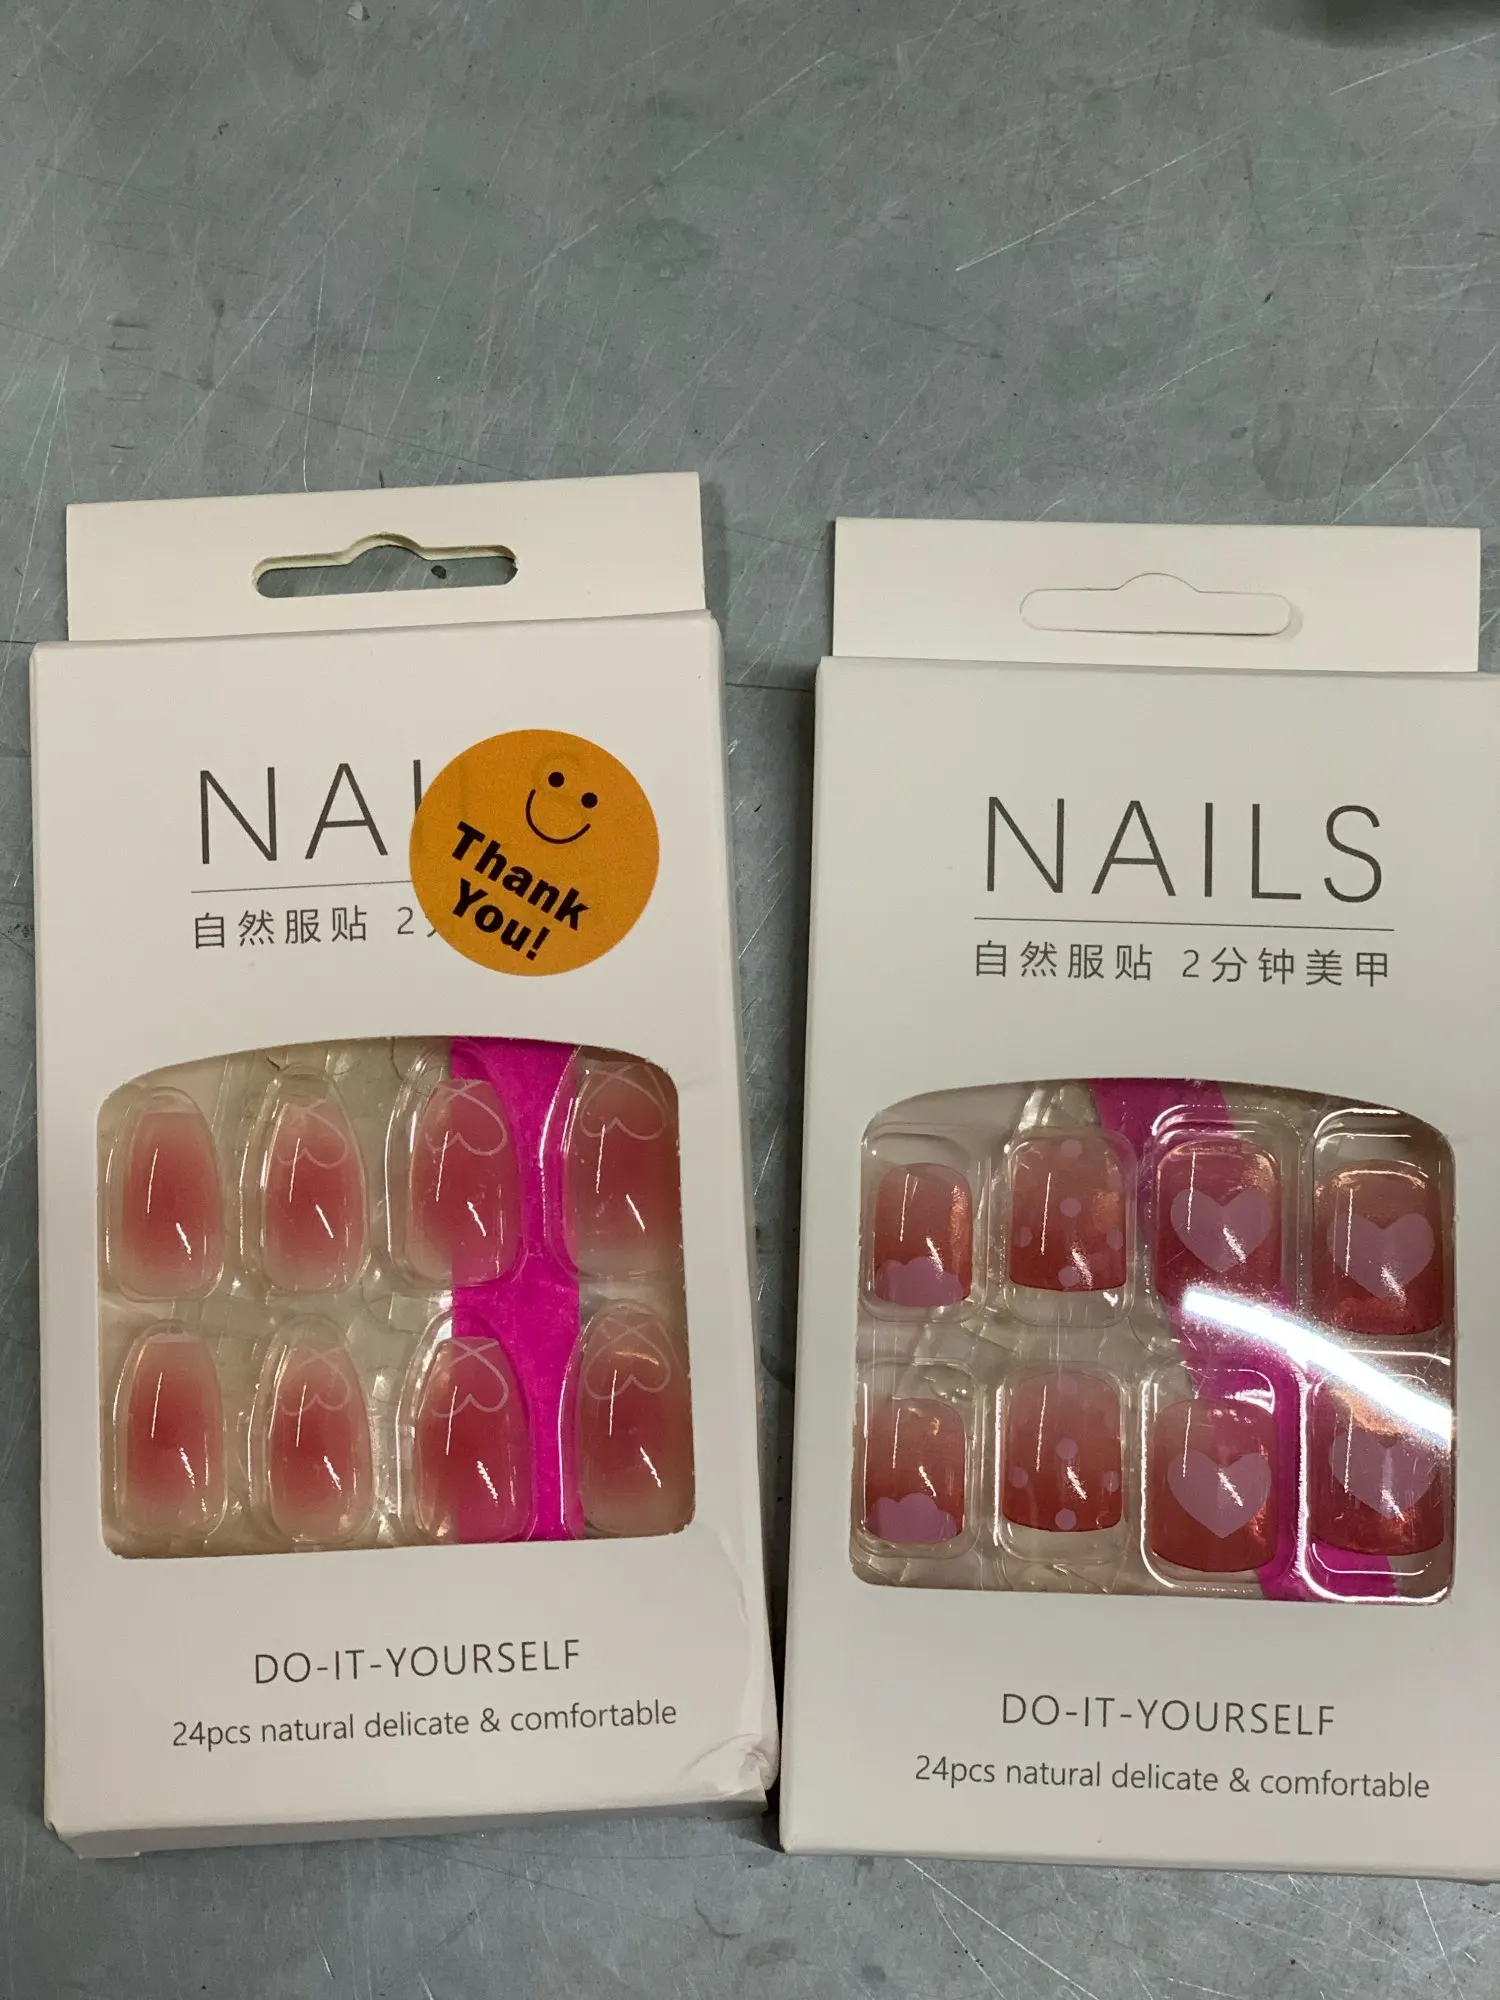 NAI
自然服贴 2
Thank
You!
DO-IT-YOURSELF
24pcs natural delicate & comfortable
NAILS
自然服贴 2分钟美甲
DO-IT-YOURSELF
24pcs natural delicate & comfortable